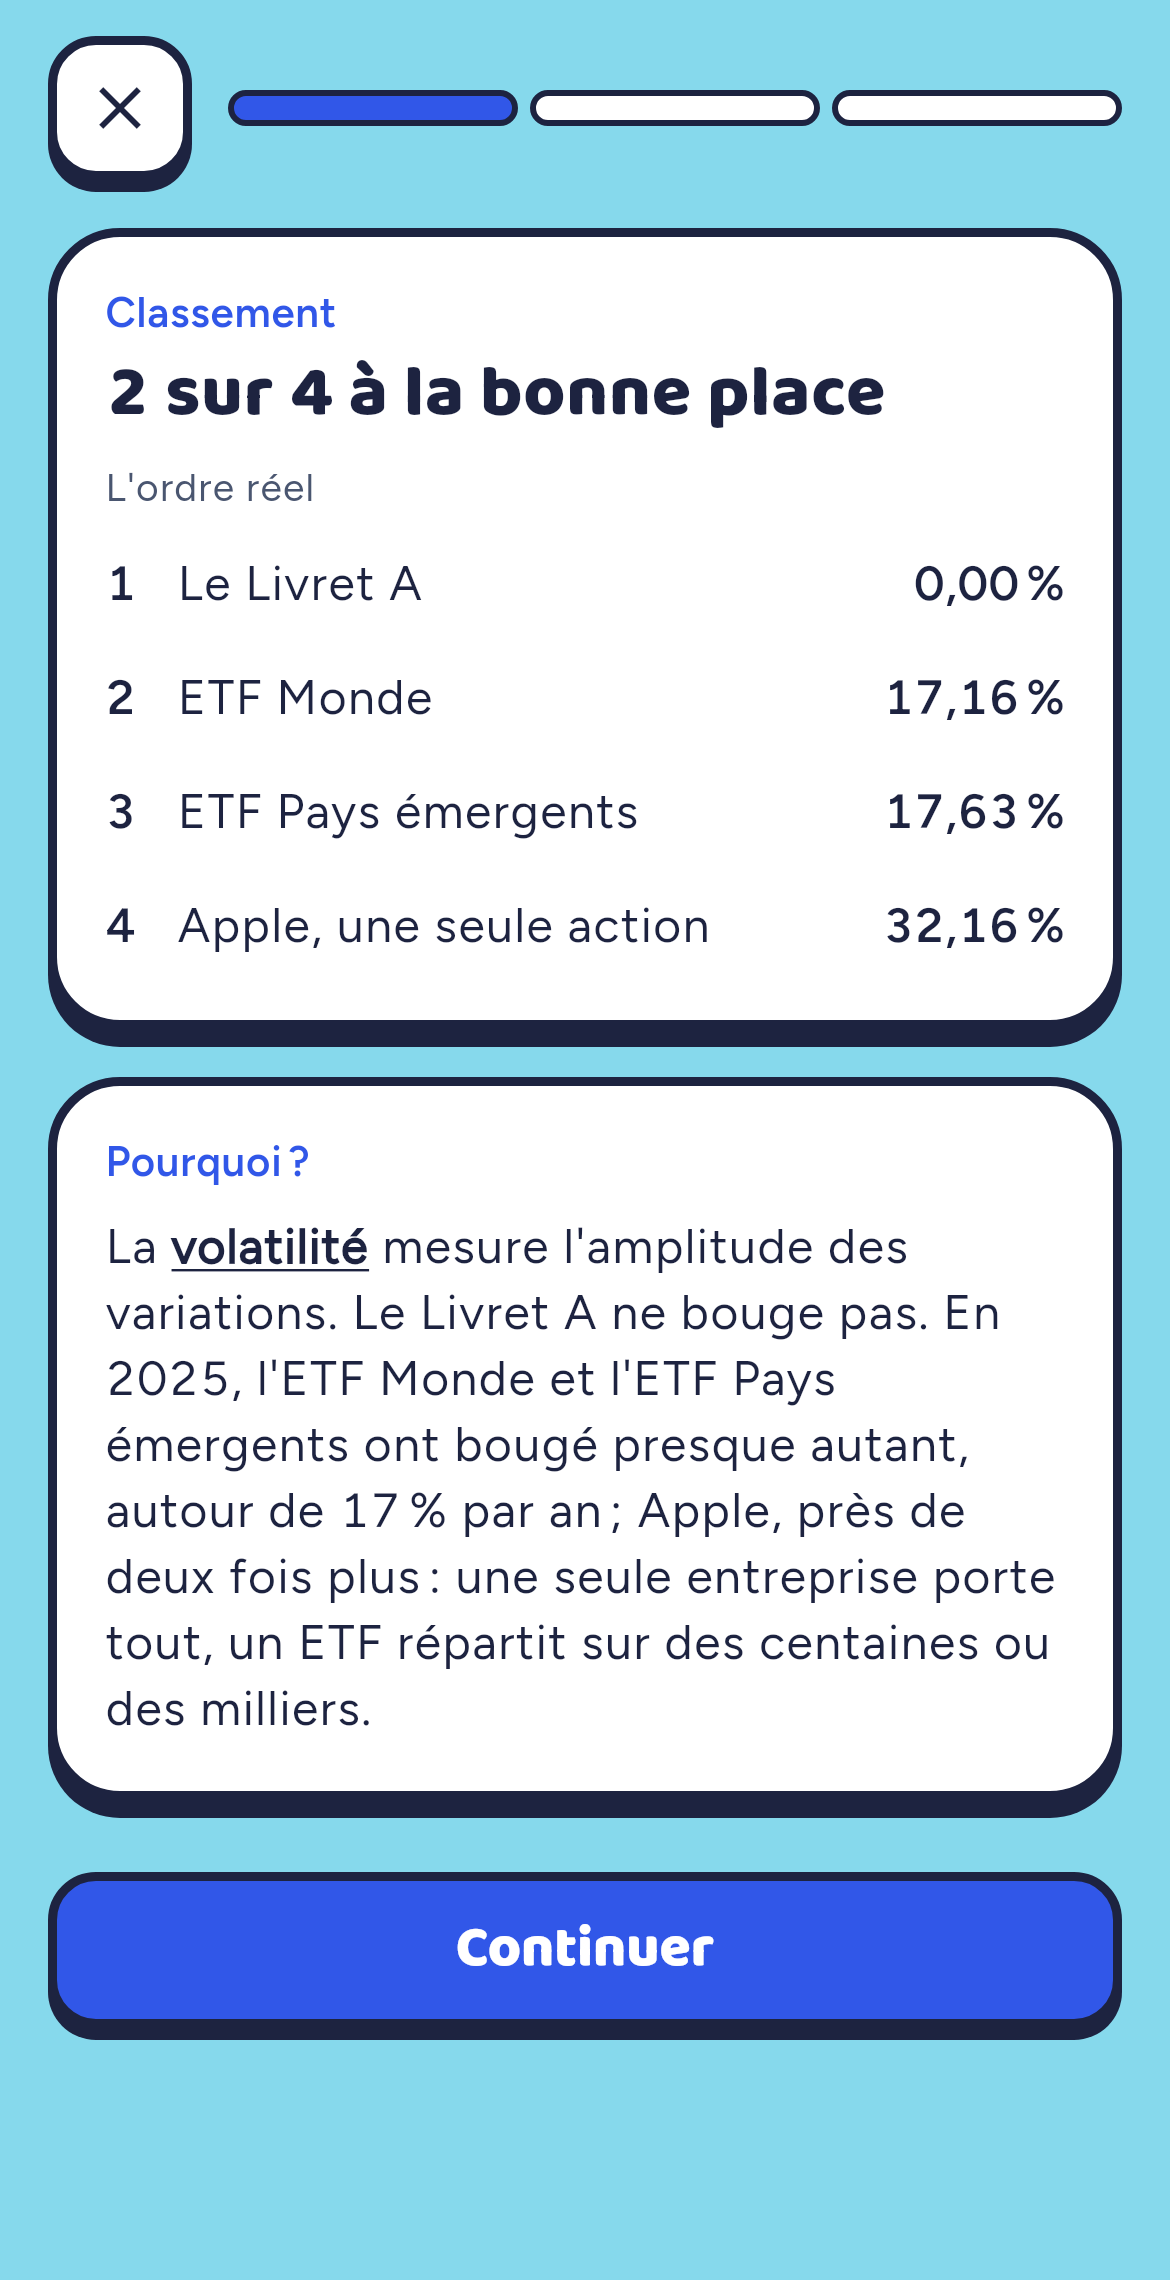 Classement
2 sur 4 à la bonne place
L'ordre réel
1 Le Livret A 0,00 %
2 ETF Monde 17,16 %
3 ETF Pays émergents 17,63 %
4 Apple, une seule action 32,16 %
Pourquoi ?
La volatilité mesure l'amplitude des
variations. Le Livret A ne bouge pas. En
2025, l'ETF Monde et l'ETF Pays
émergents ont bougé presque autant,
autour de 17 % par an ; Apple, près de
deux fois plus : une seule entreprise porte
tout, un ETF répartit sur des centaines ou
des milliers.
Continuer